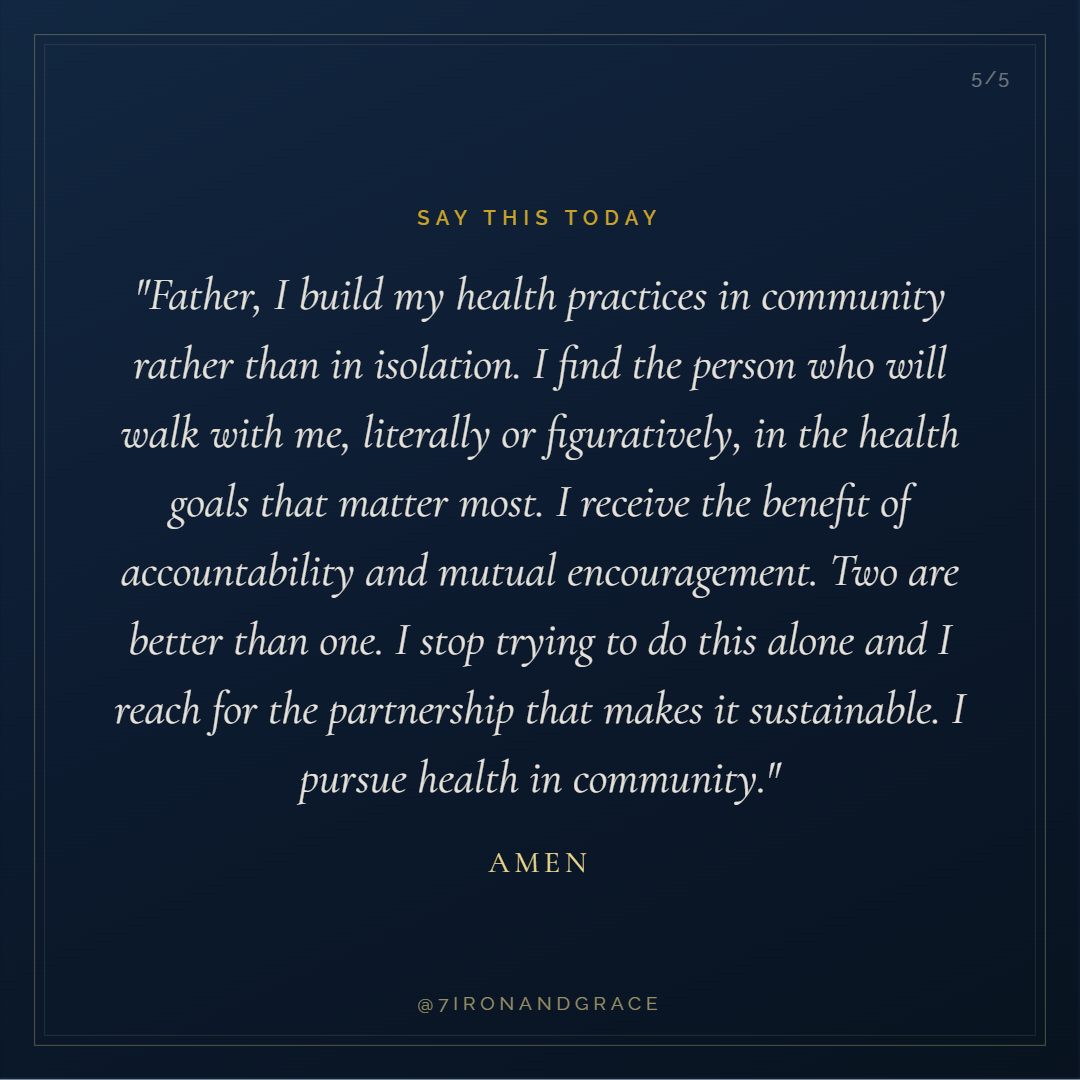 5/5
SAY THIS TODAY
"Father, I build my health practices in community
rather than in isolation. I find the person who will
walk with me, literally or figuratively, in the health
goals that matter most. I receive the benefit of
accountability and mutual encouragement. Two are
better than one. I stop trying to do this alone and I
reach for the partnership that makes it sustainable. I
pursue health in community."
AMEN
@7IRONANDGRACE